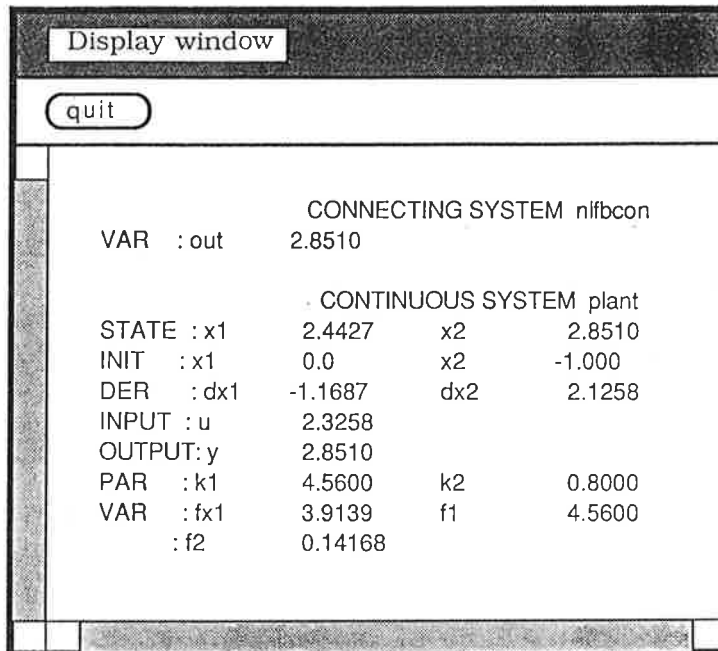 Display window
quit
CONNECTING SYSTEM nlfbcon
VAR : out 2.8510
CONTINUOUS SYSTEM plant
STATE : x1 2.4427 x2 2.8510
INIT : x1 0.0 x2 -1.000
DER : dx1 -1.1687 dx2 2.1258
INPUT : u 2.3258
OUTPUT: y 2.8510
PAR : k1 4.5600 k2 0.8000
VAR : fx1 3.9139 f1 4.5600
: f2 0.14168